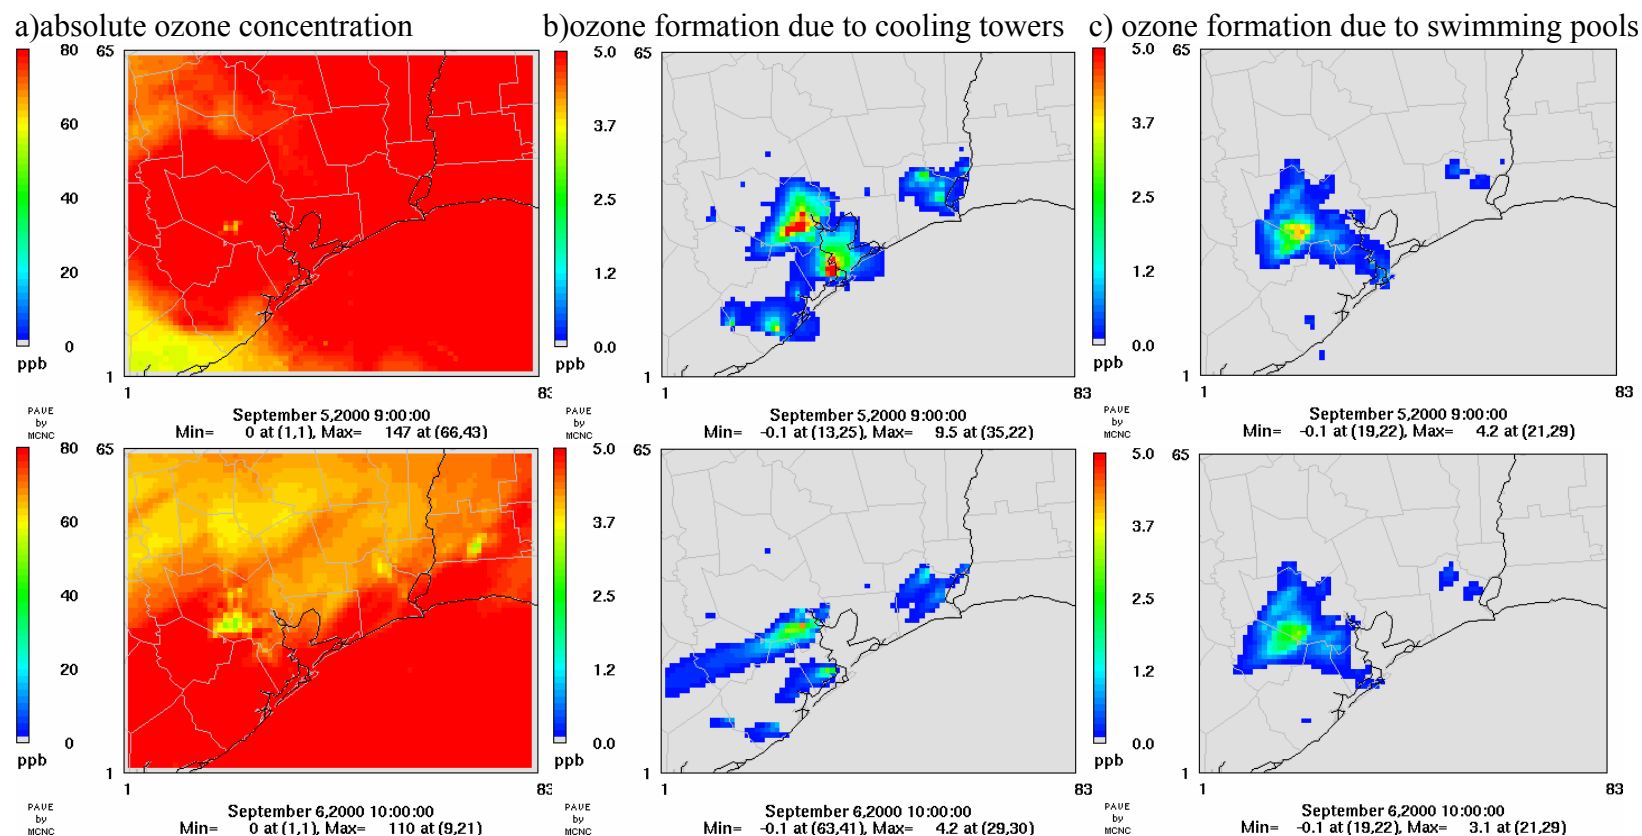 a)absolute ozone concentration
b)ozone formation due to cooling towers
c) ozone formation due to swimming pools
80
60
40
20
0
ppb
65
1
1
83
PAVE
by
MCNC
September 5,2000 9:00:00
Min= 0 at (1,1), Max= 147 at (66,43)
5.0
3.7
2.5
1.2
0.0
ppb
65
1
1
83
PAVE
by
MCNC
September 5,2000 9:00:00
Min= -0.1 at (13,25), Max= 9.5 at (35,22)
5.0
3.7
2.5
1.2
0.0
ppb
65
1
1
83
PAVE
by
MCNC
September 5,2000 9:00:00
Min= -0.1 at (19,22), Max= 4.2 at (21,29)
80
60
40
20
0
ppb
65
1
1
83
PAVE
by
MCNC
September 6,2000 10:00:00
Min= 0 at (1,1), Max= 110 at (9,21)
5.0
3.7
2.5
1.2
0.0
ppb
65
1
1
83
PAVE
by
MCNC
September 6,2000 10:00:00
Min= -0.1 at (63,41), Max= 4.2 at (29,30)
5.0
3.7
2.5
1.2
0.0
ppb
65
1
1
83
PAVE
by
MCNC
September 6,2000 10:00:00
Min= -0.1 at (19,22), Max= 3.1 at (21,29)